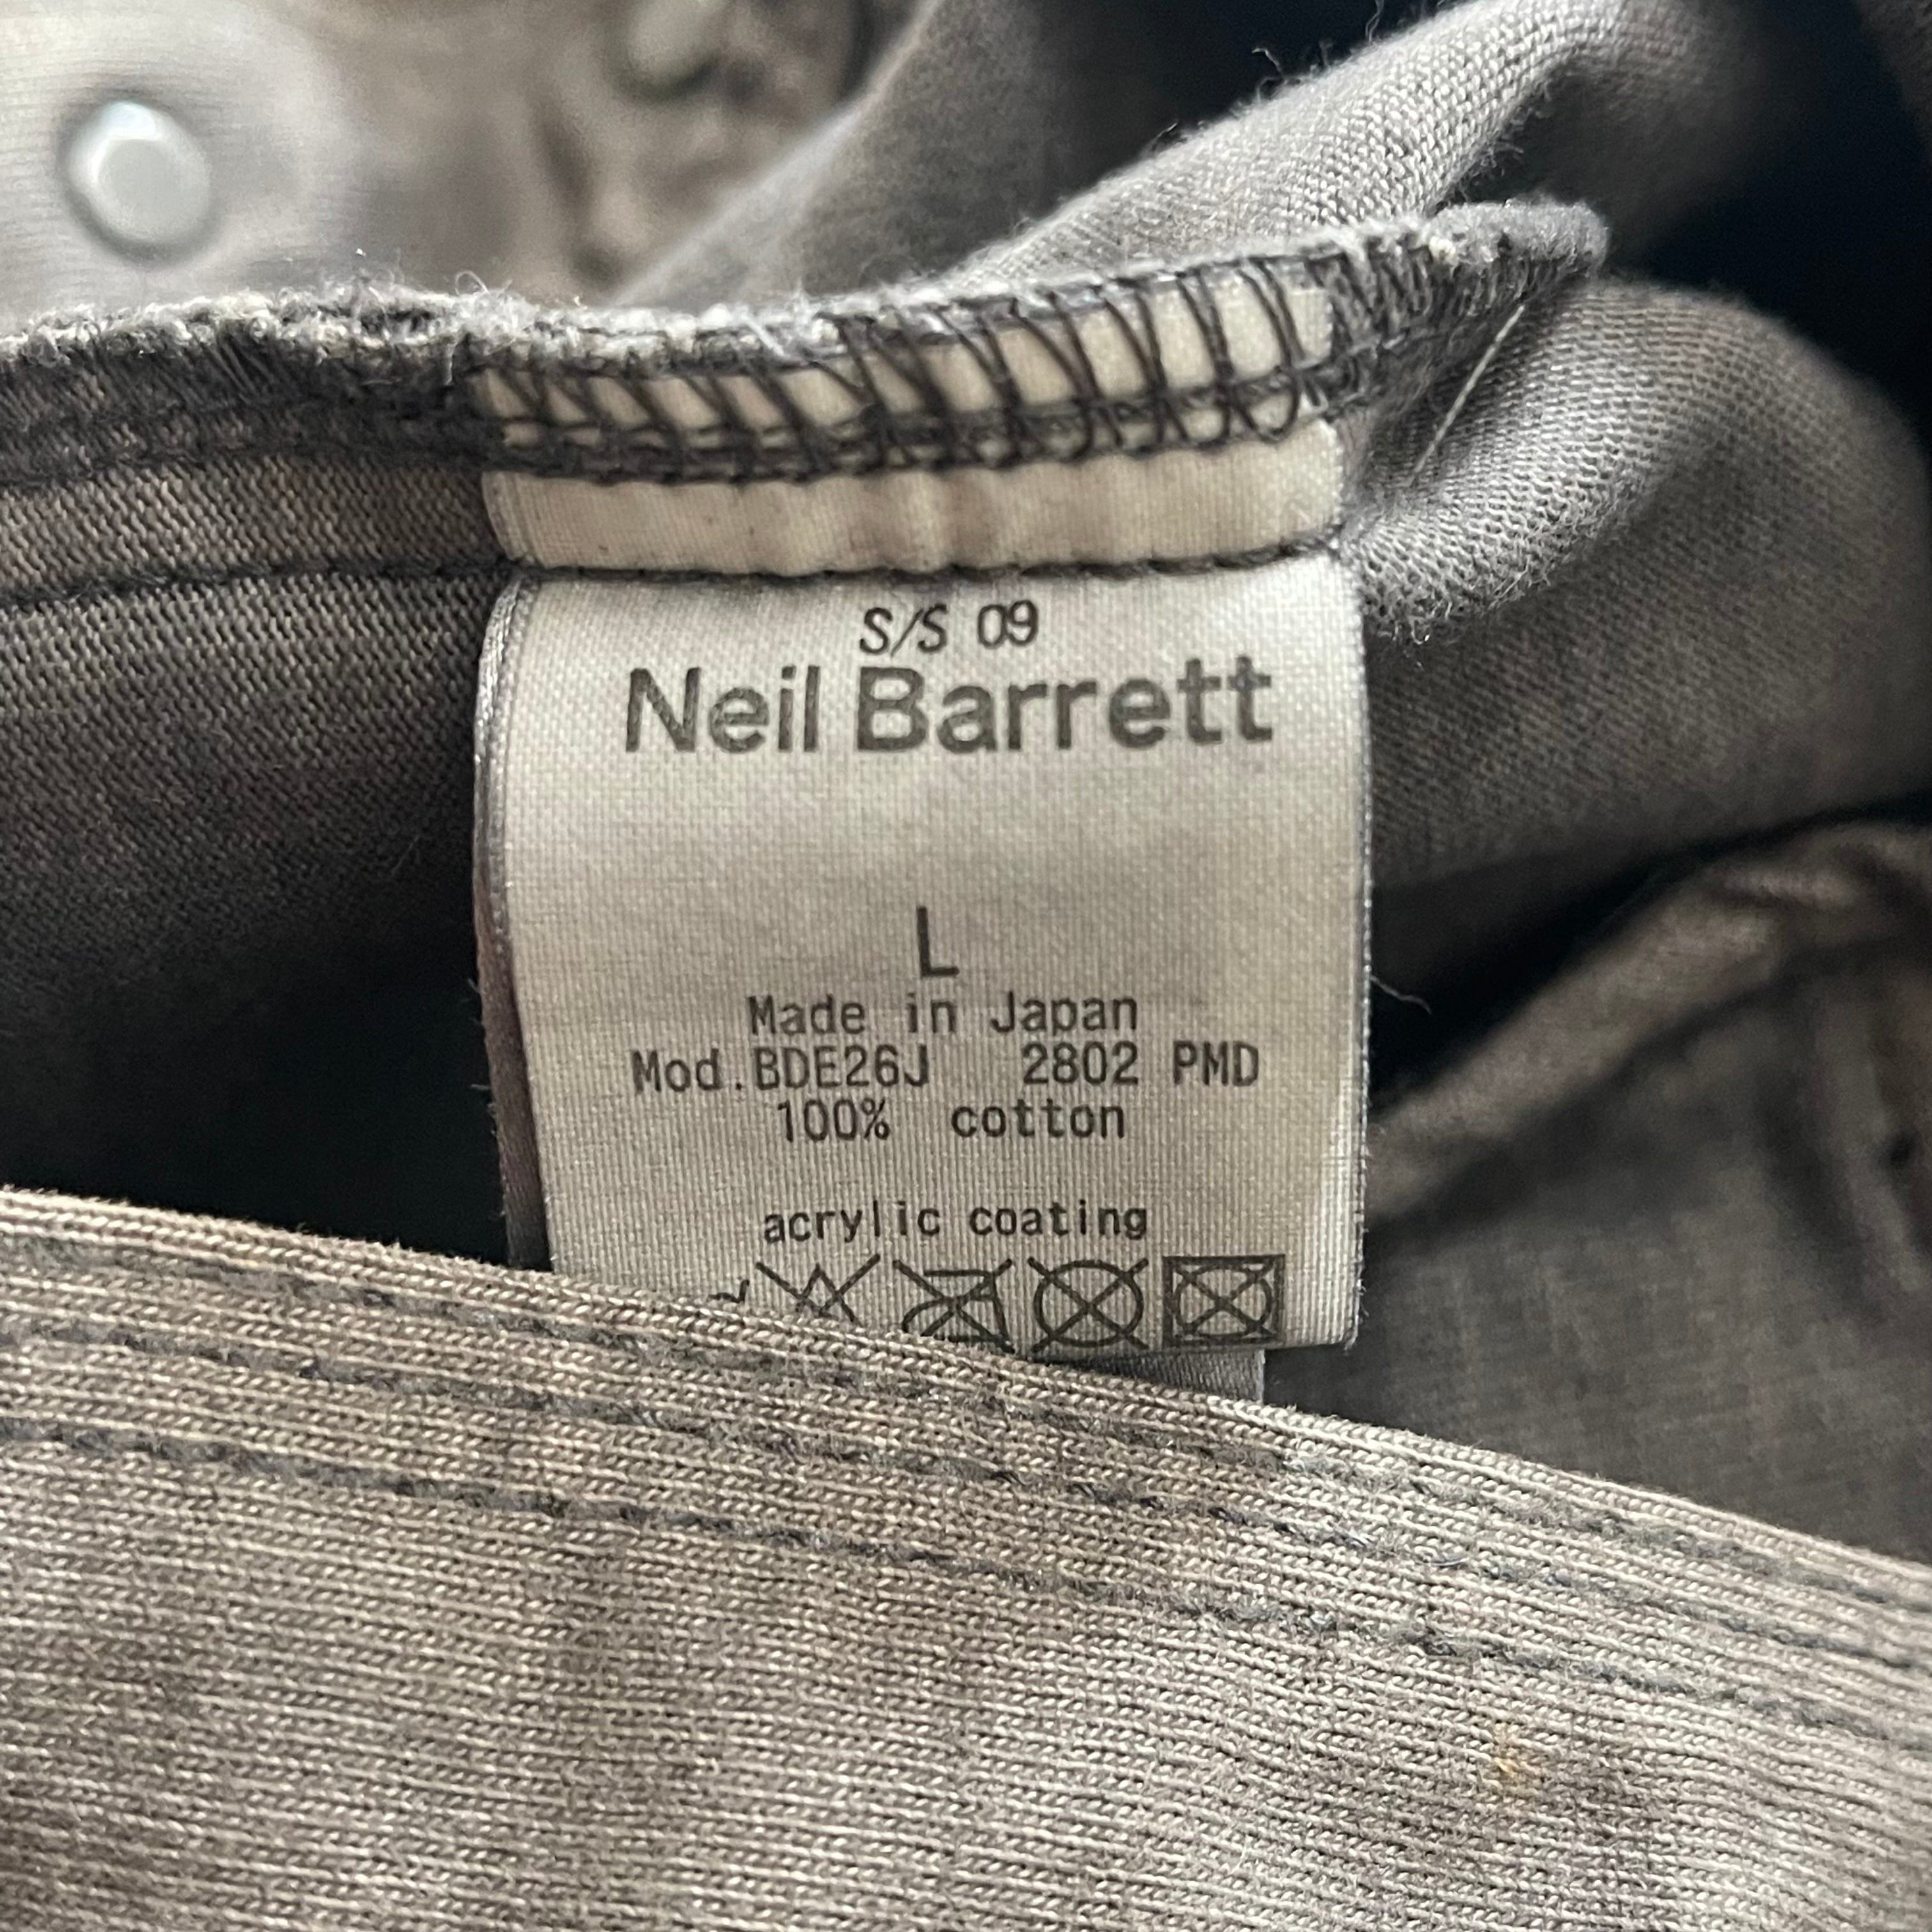 S/S 09
Neil Barrett
L
Made in Japan
Mod.BDE26J 2802 PMD
100% cotton
acrylic coating